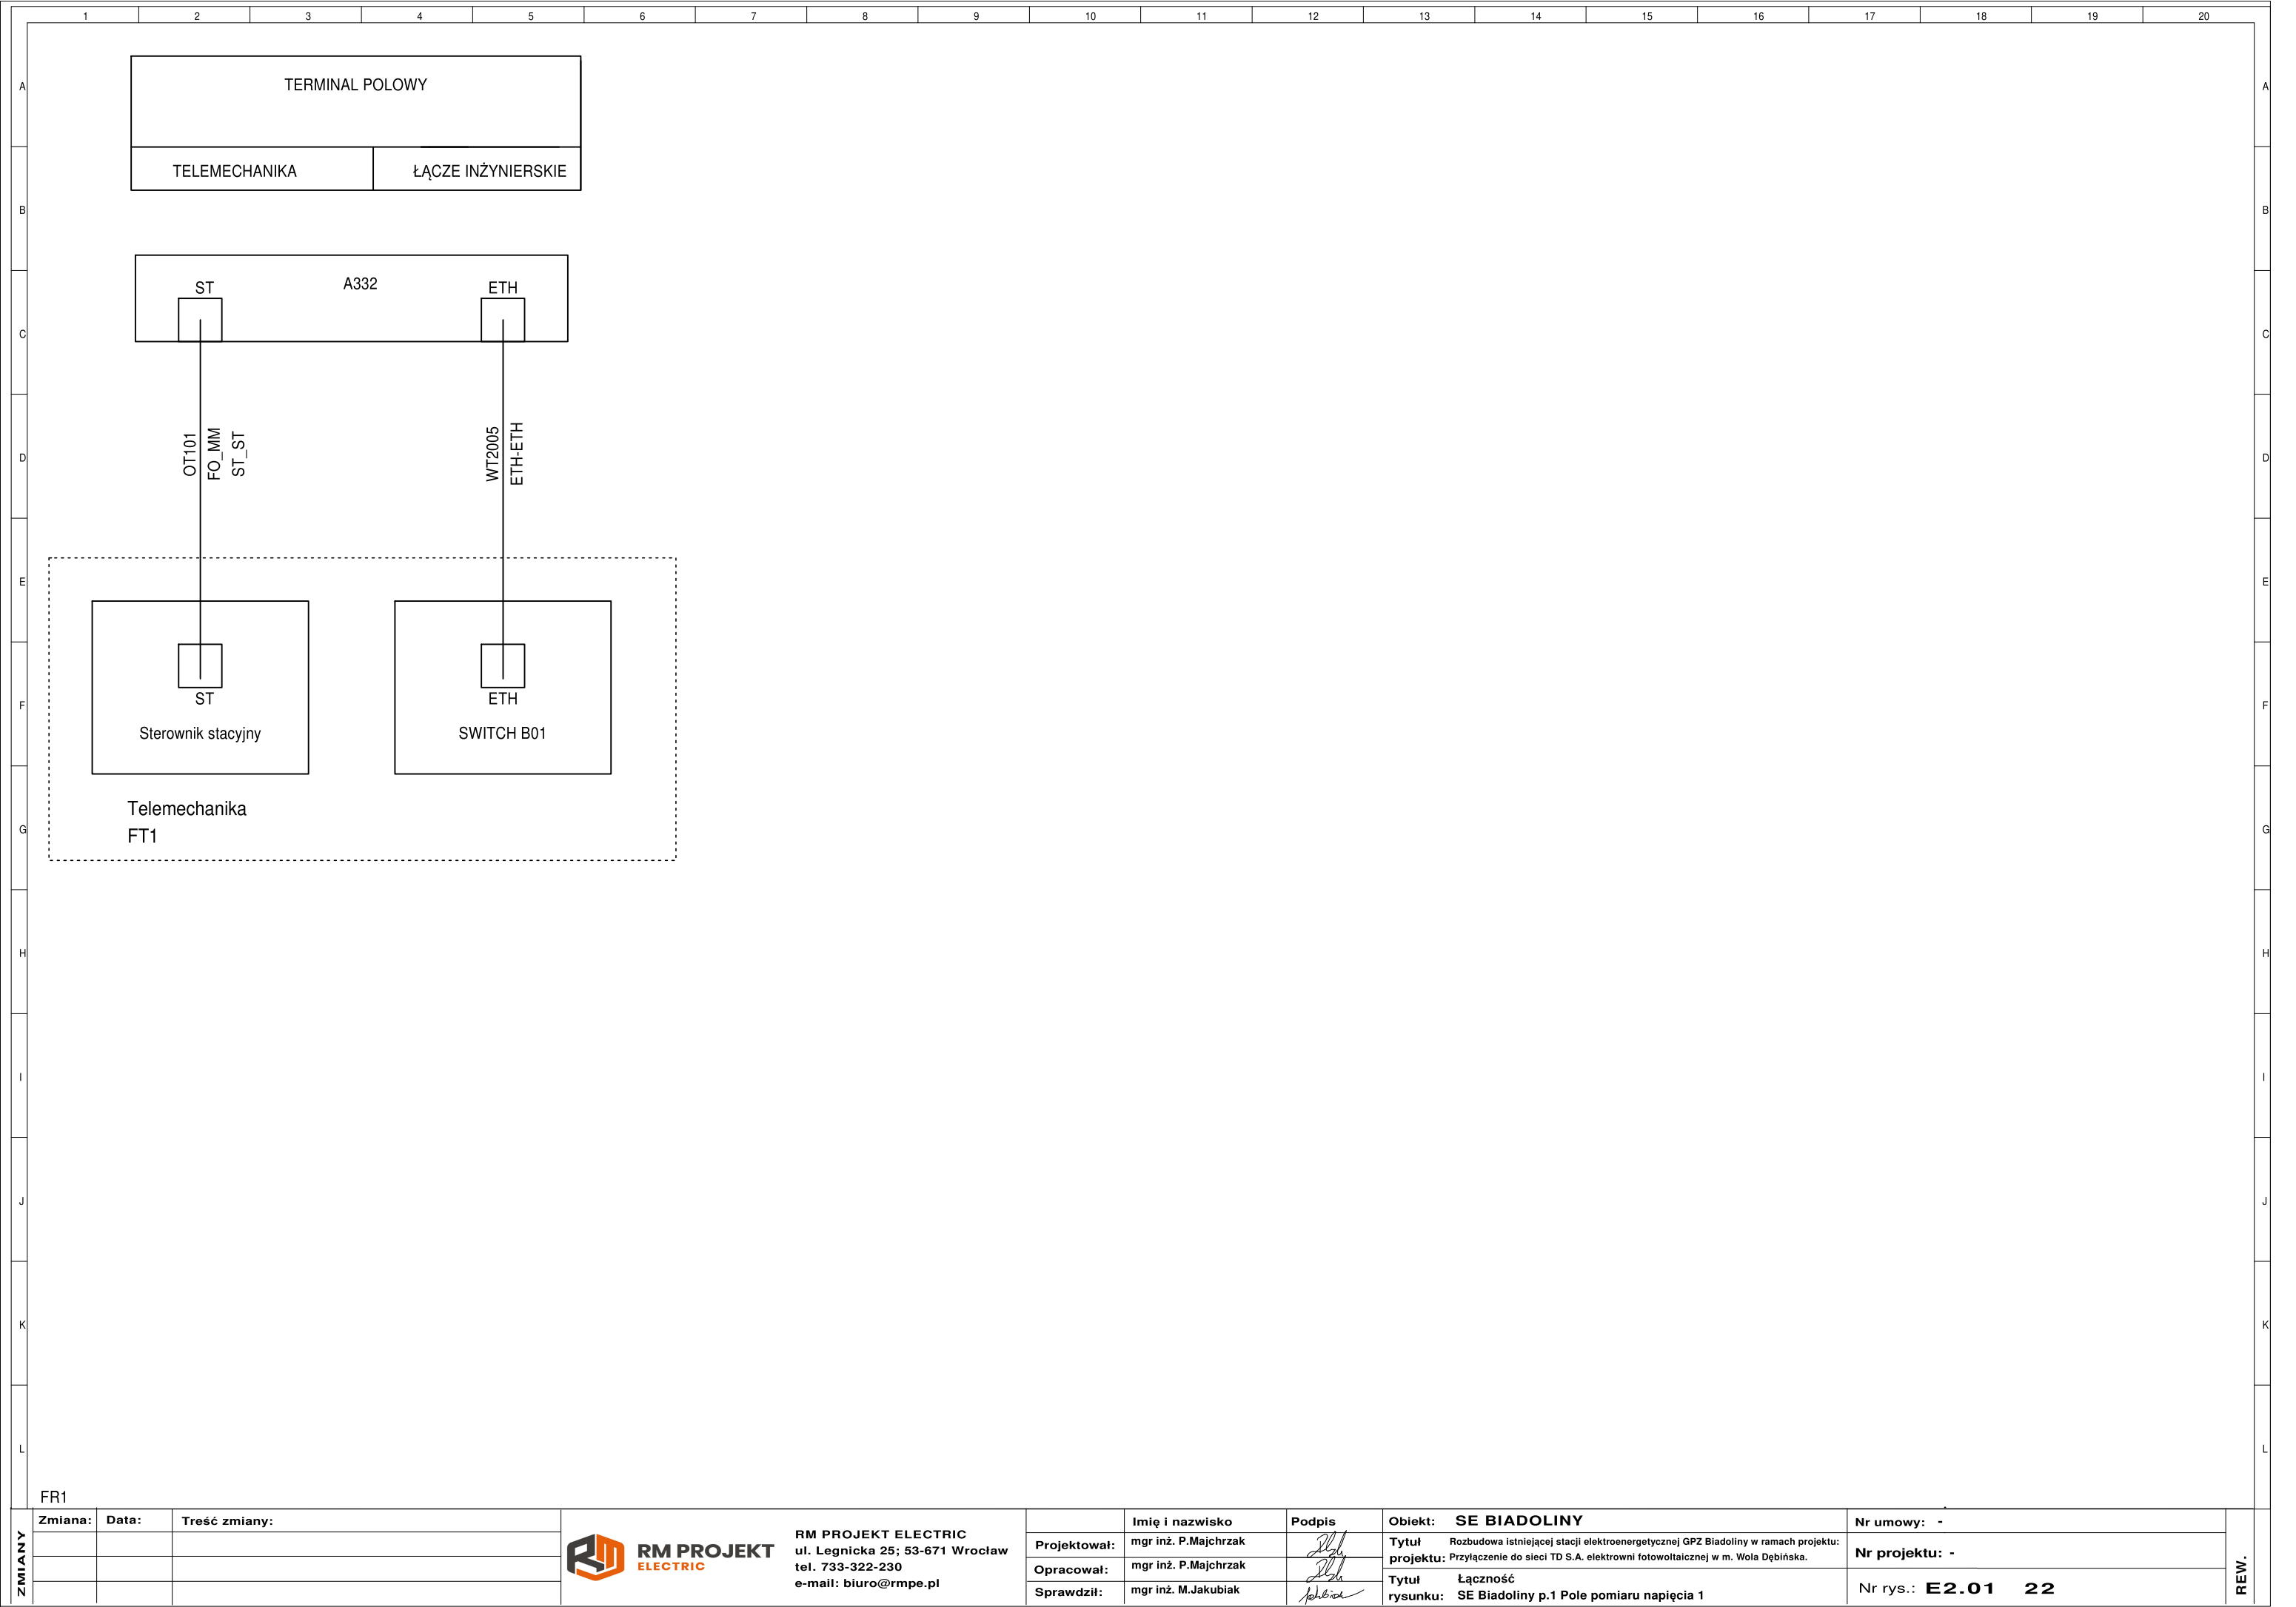 1 2 3 4 5 6 7 8 9 10 11 12 13 14 15 16 17 18 19 20
A A
TERMINAL POLOWY
TELEMECHANIKA ŁĄCZE INŻYNIERSKIE
B B
A332
ST ETH
C C
OT101
FO_MM
ST_ST
WT2005
ETH-ETH
D D
E E
ST ETH
F F
Sterownik stacyjny SWITCH B01
Telemechanika
FT1
G G
H H
I I
J J
K K
L L
FR1
ZMIANY
Zmiana: Data: Treść zmiany:
RM PROJEKT
ELECTRIC
RM PROJEKT ELECTRIC
ul. Legnicka 25; 53-671 Wrocław
tel. 733-322-230
e-mail: biuro@rmpe.pl
Imię i nazwisko Podpis
Projektował: mgr inż. P.Majchrzak
Opracował: mgr inż. P.Majchrzak
Sprawdził: mgr inż. M.Jakubiak
Obiekt: SE BIADOLINY
Tytuł projektu: Rozbudowa istniejącej stacji elektroenergetycznej GPZ Biadoliny w ramach projektu:
Przyłączenie do sieci TD S.A. elektrowni fotowoltaicznej w m. Wola Dębińska.
Tytuł rysunku: Łączność
SE Biadoliny p.1 Pole pomiaru napięcia 1
Nr umowy: -
Nr projektu: -
Nr rys.: E2.01 22
REW.